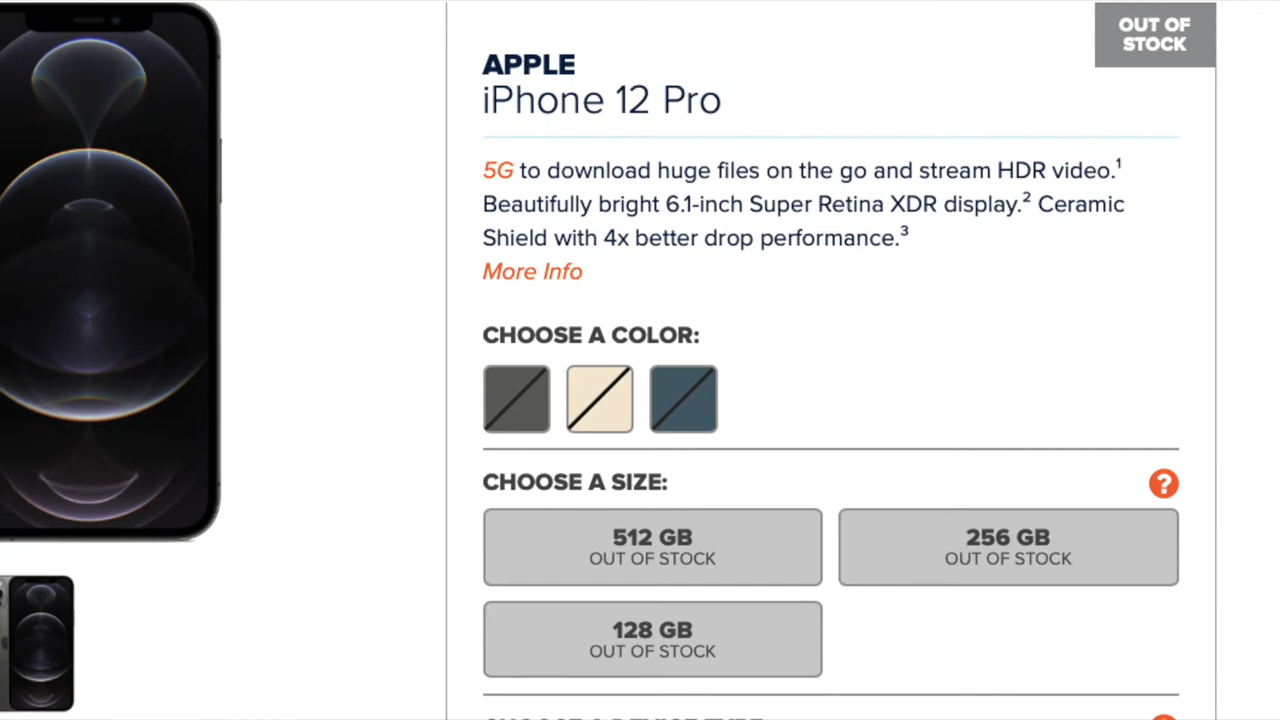 OUT OF
STOCK
APPLE
iPhone 12 Pro
5G to download huge files on the go and stream HDR video.¹
Beautifully bright 6.1-inch Super Retina XDR display.² Ceramic
Shield with 4x better drop performance.³
More Info
CHOOSE A COLOR:
CHOOSE A SIZE:
?
512 GB
OUT OF STOCK
256 GB
OUT OF STOCK
128 GB
OUT OF STOCK